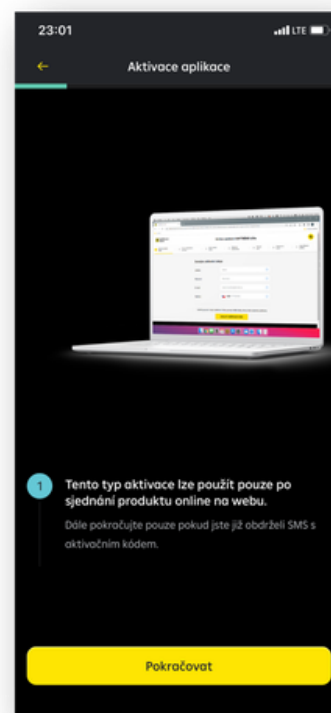 23:01
LTE
Aktivace aplikace
1
Tento typ aktivace lze použít pouze po
sjednání produktu online na webu.
Dále pokračujte pouze pokud jste již obdrželi SMS s
aktivačním kódem.
Pokračovat